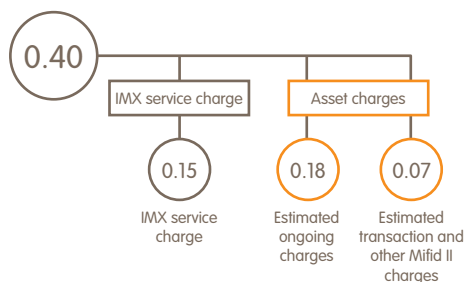 0.40
IMX service charge
Asset charges
0.15
0.18
0.07
IMX service
charge
Estimated
ongoing
charges
Estimated
transaction and
other Mifid II
charges